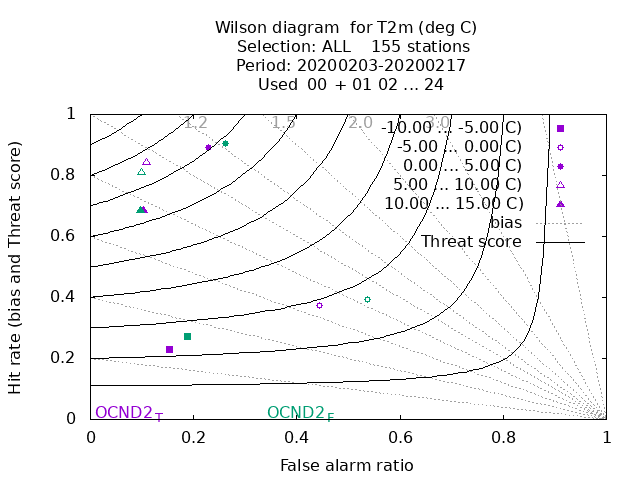 Wilson diagram for T2m (deg C)
Selection: ALL 155 stations
Period: 20200203-20200217
Used 00 + 01 02 ... 24
Hit rate (bias and Threat score)
1
0.8
0.6
0.4
0.2
0
1.2
1.5
2.0
3.0
-10.00 ... -5.00 C)
-5.00 ... 0.00 C)
0.00 ... 5.00 C)
5.00 ... 10.00 C)
10.00 ... 15.00 C)
bias
Threat score
OCND2_T
OCND2_F
0 0.2 0.4 0.6 0.8 1
False alarm ratio